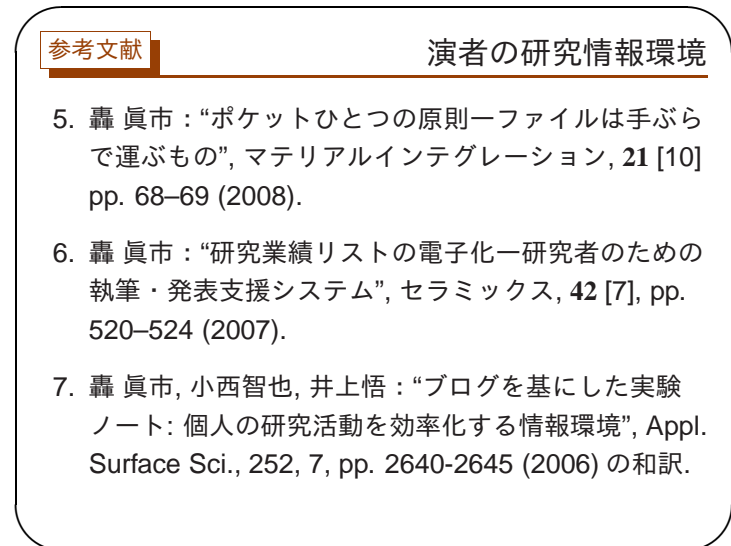 参考文献
演者の研究情報環境
5. 轟 眞市：“ポケットひとつの原則ーファイルは手ぶら
で運ぶもの”, マテリアルインテグレーション, 21 [10]
pp. 68–69 (2008).
6. 轟 眞市：“研究業績リストの電子化ー研究者のための
執筆・発表支援システム”, セラミックス, 42 [7], pp.
520–524 (2007).
7. 轟 眞市, 小西智也, 井上悟：“ブログを基にした実験
ノート: 個人の研究活動を効率化する情報環境”, Appl.
Surface Sci., 252, 7, pp. 2640-2645 (2006) の和訳.